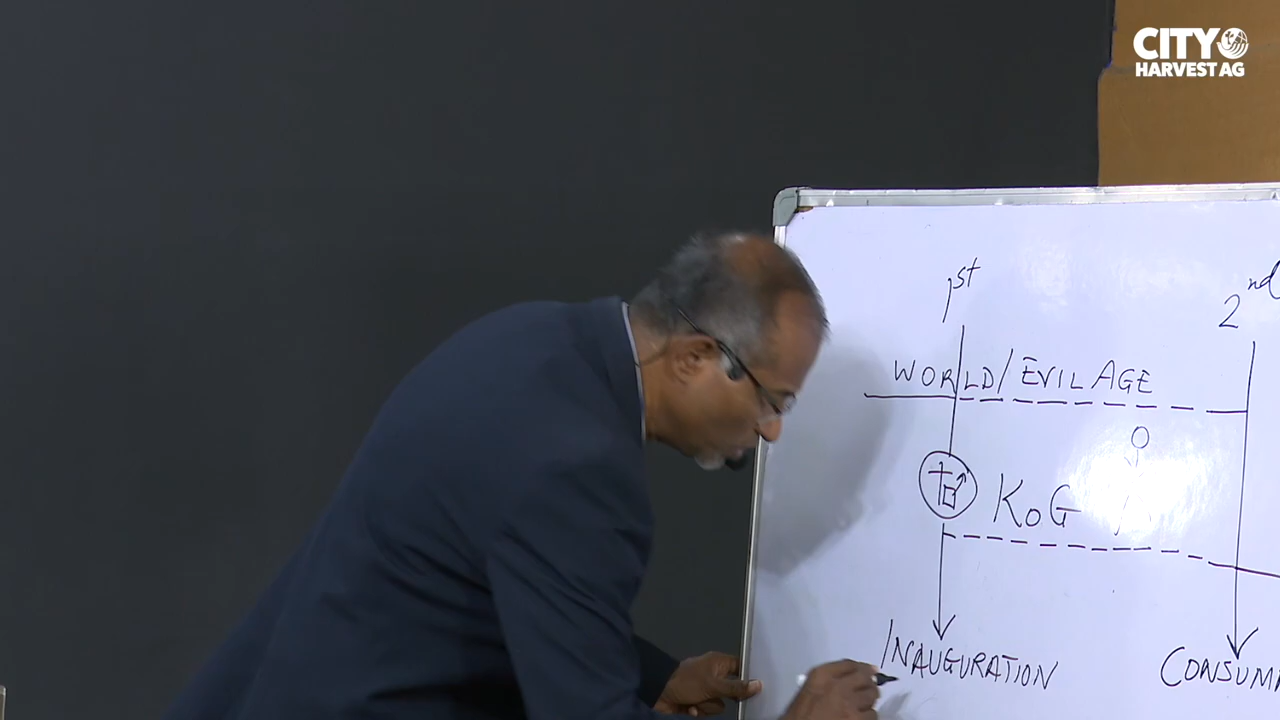 CITY
HARVEST AG
1st
2nd
WORLD/EVIL AGE
KoG
INAUGURATION
CONSUM